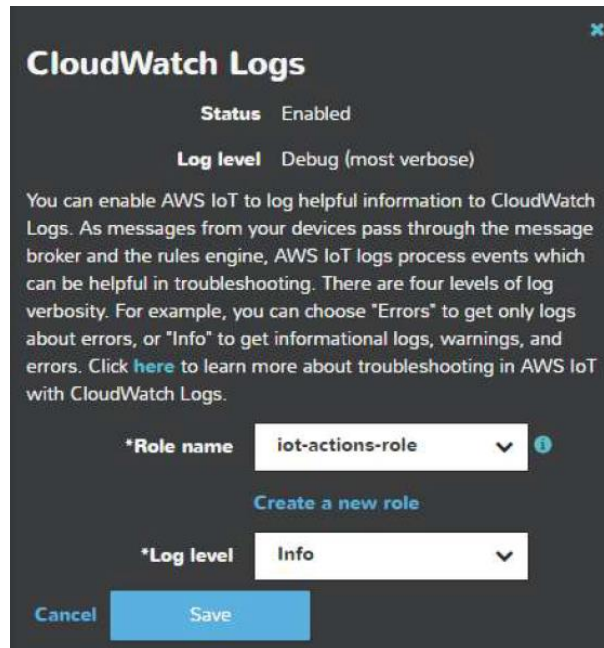 CloudWatch Logs
Status Enabled
Log level Debug (most verbose)
You can enable AWS IoT to log helpful information to CloudWatch
Logs. As messages from your devices pass through the message
broker and the rules engine, AWS IoT logs process events which
can be helpful in troubleshooting. There are four levels of log
verbosity. For example, you can choose "Errors" to get only logs
about errors, or "Info" to get informational logs, warnings, and
errors. Click here to learn more about troubleshooting in AWS IoT
with CloudWatch Logs.
*Role name iot-actions-role
Create a new role
*Log level Info
Cancel Save